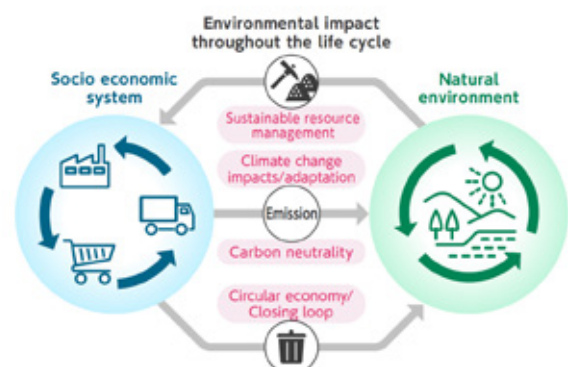 Environmental impact
throughout the life cycle
Socio economic
system
Natural
environment
Sustainable resource
management
Climate change
impacts/adaptation
Emission
Carbon neutrality
Circular economy/
Closing loop